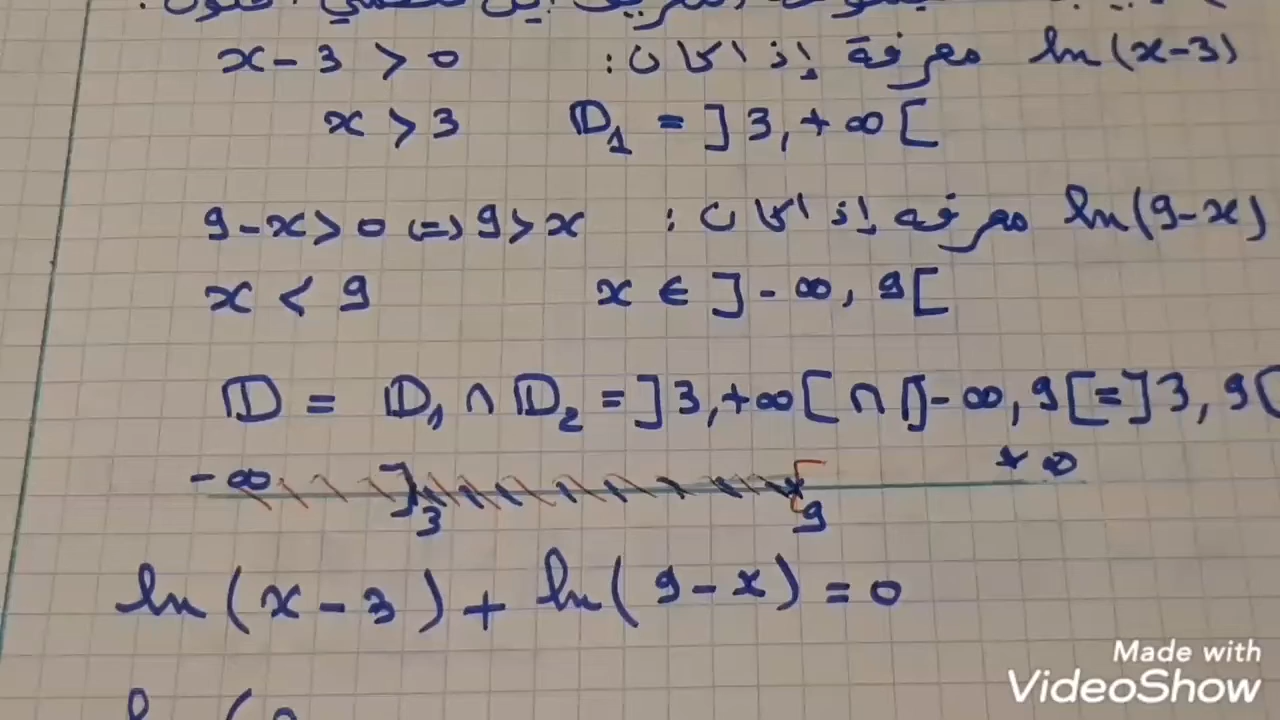 ln(x-3) معرفة إذا كان : x-3 > 0
x > 3 D₁ = ]3,+∞[
ln(9-x) معرفة إذا كان : 9-x>0 <=> 9>x
x < 9 x ∈ ]-∞, 9[
D = D₁ ∩ D₂ = ]3,+∞[ ∩ ]-∞, 9[=]3, 9[
-∞ ] 3 [ 9 +∞
ln(x-3)+ln(9-x)=0
Made with
VideoShow